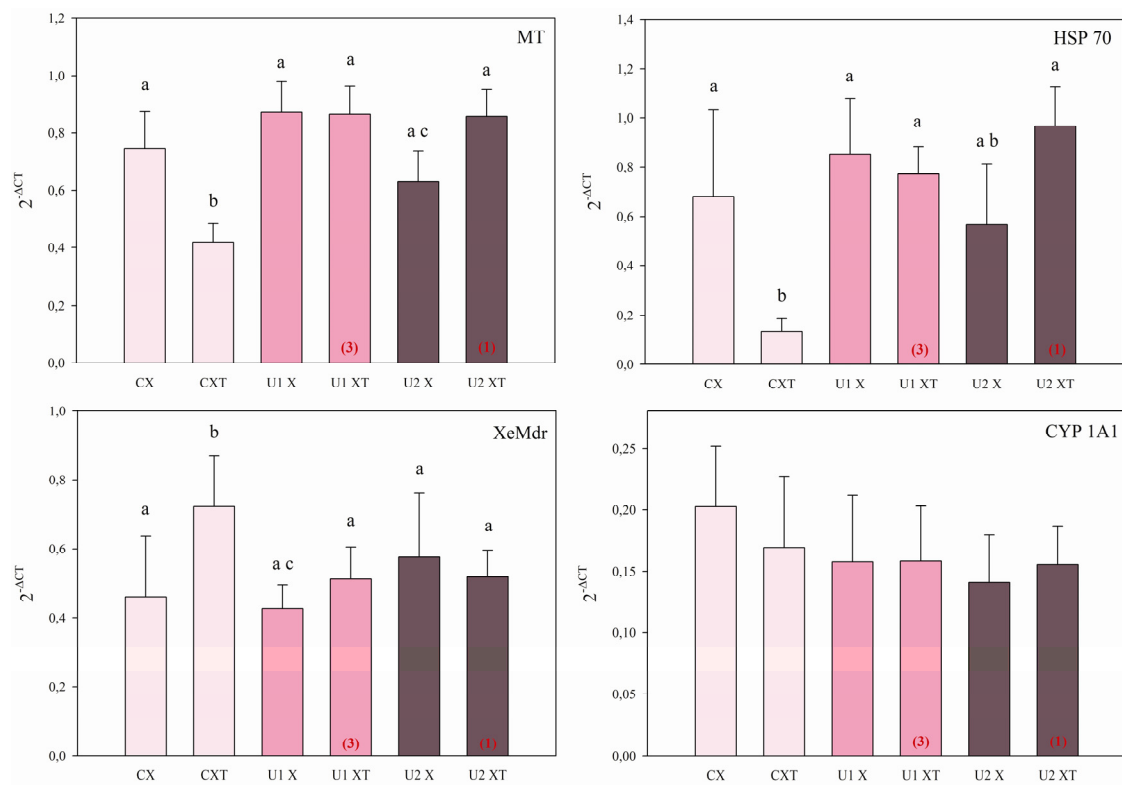 MT
1,2
1,0
0,8
0,6
0,4
0,2
0,0
2^-ΔCT
a
b
a
a
a c
a
(3)
(1)
CX CXT U1 X U1 XT U2 X U2 XT
HSP 70
1,4
1,2
1,0
0,8
0,6
0,4
0,2
0,0
2^-ΔCT
a
b
a
a
a b
a
(3)
(1)
CX CXT U1 X U1 XT U2 X U2 XT
XeMdr
1,0
0,8
0,6
0,4
0,2
0,0
2^-ΔCT
a
b
a c
a
a
a
(3)
(1)
CX CXT U1 X U1 XT U2 X U2 XT
CYP 1A1
0,25
0,20
0,15
0,10
0,05
0,00
2^-ΔCT
(3)
(1)
CX CXT U1 X U1 XT U2 X U2 XT